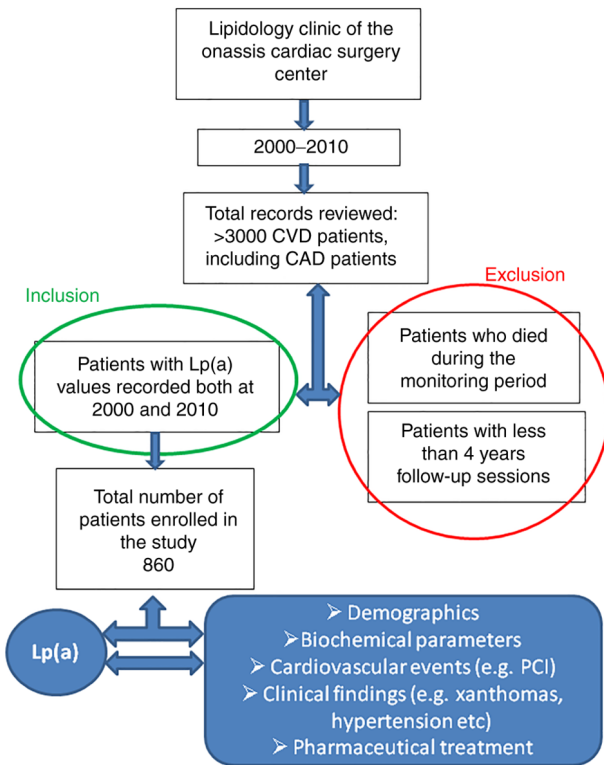 Lipidology clinic of the
onassis cardiac surgery
center
2000–2010
Total records reviewed:
>3000 CVD patients,
including CAD patients
Inclusion
Exclusion
Patients with Lp(a)
values recorded both at
2000 and 2010
Patients who died
during the
monitoring period
Patients with less
than 4 years
follow-up sessions
Total number of
patients enrolled in
the study
860
Lp(a)
➢ Demographics
➢ Biochemical parameters
➢ Cardiovascular events (e.g. PCI)
➢ Clinical findings (e.g. xanthomas,
hypertension etc)
➢ Pharmaceutical treatment